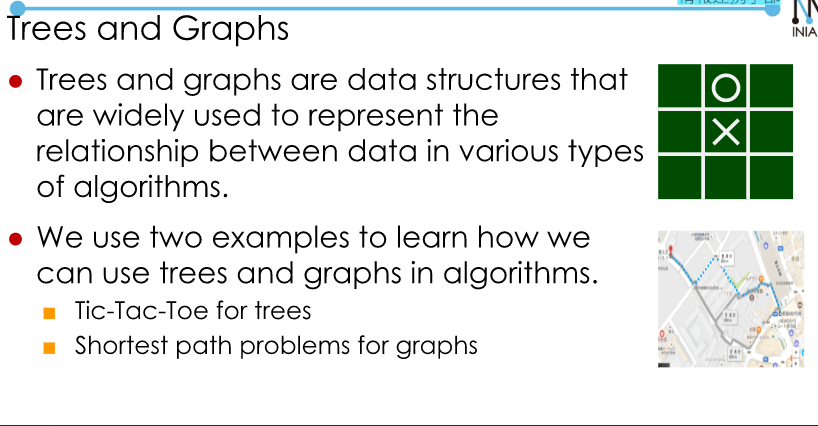 INIA
Trees and Graphs
● Trees and graphs are data structures that
are widely used to represent the
relationship between data in various types
of algorithms.
● We use two examples to learn how we
can use trees and graphs in algorithms.
■ Tic-Tac-Toe for trees
■ Shortest path problems for graphs